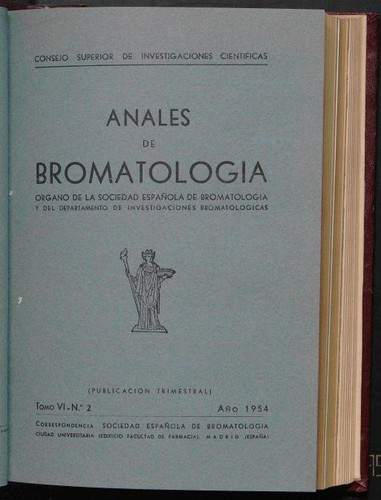 CONSEJO SUPERIOR DE INVESTIGACIONES CIENTIFICAS
ANALES
DE
BROMATOLOGIA
ORGANO DE LA SOCIEDAD ESPAÑOLA DE BROMATOLOGIA
Y DEL DEPARTAMENTO DE INVESTIGACIONES BROMATOLOGICAS
(PUBLICACION TRIMESTRAL)
TOMO VI-N.º 2 AÑO 1954
CORRESPONDENCIA SOCIEDAD ESPAÑOLA DE BROMATOLOGIA
CIUDAD UNIVERSITARIA (EDIFICIO FACULTAD DE FARMACIA). MADRID (ESPAÑA)